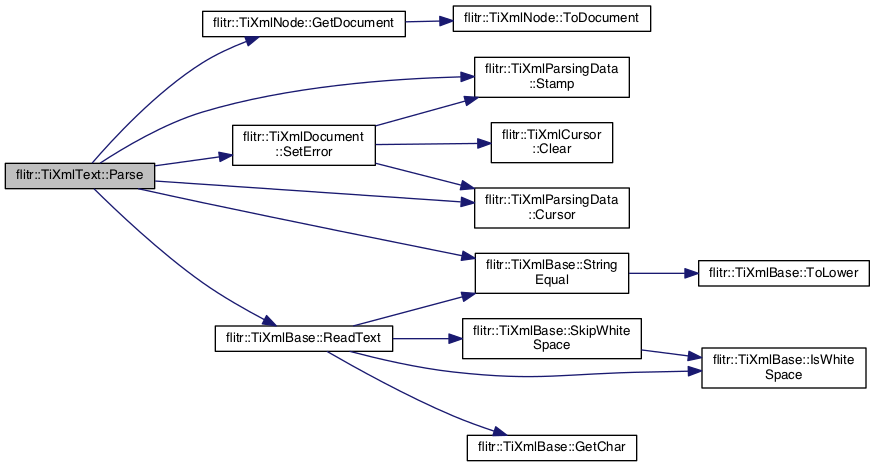 flitr::TiXmlNode::GetDocument
flitr::TiXmlNode::ToDocument
flitr::TiXmlParsingData
::Stamp
flitr::TiXmlDocument
::SetError
flitr::TiXmlCursor
::Clear
flitr::TiXmlText::Parse
flitr::TiXmlParsingData
::Cursor
flitr::TiXmlBase::String
Equal
flitr::TiXmlBase::ToLower
flitr::TiXmlBase::ReadText
flitr::TiXmlBase::SkipWhite
Space
flitr::TiXmlBase::IsWhite
Space
flitr::TiXmlBase::GetChar